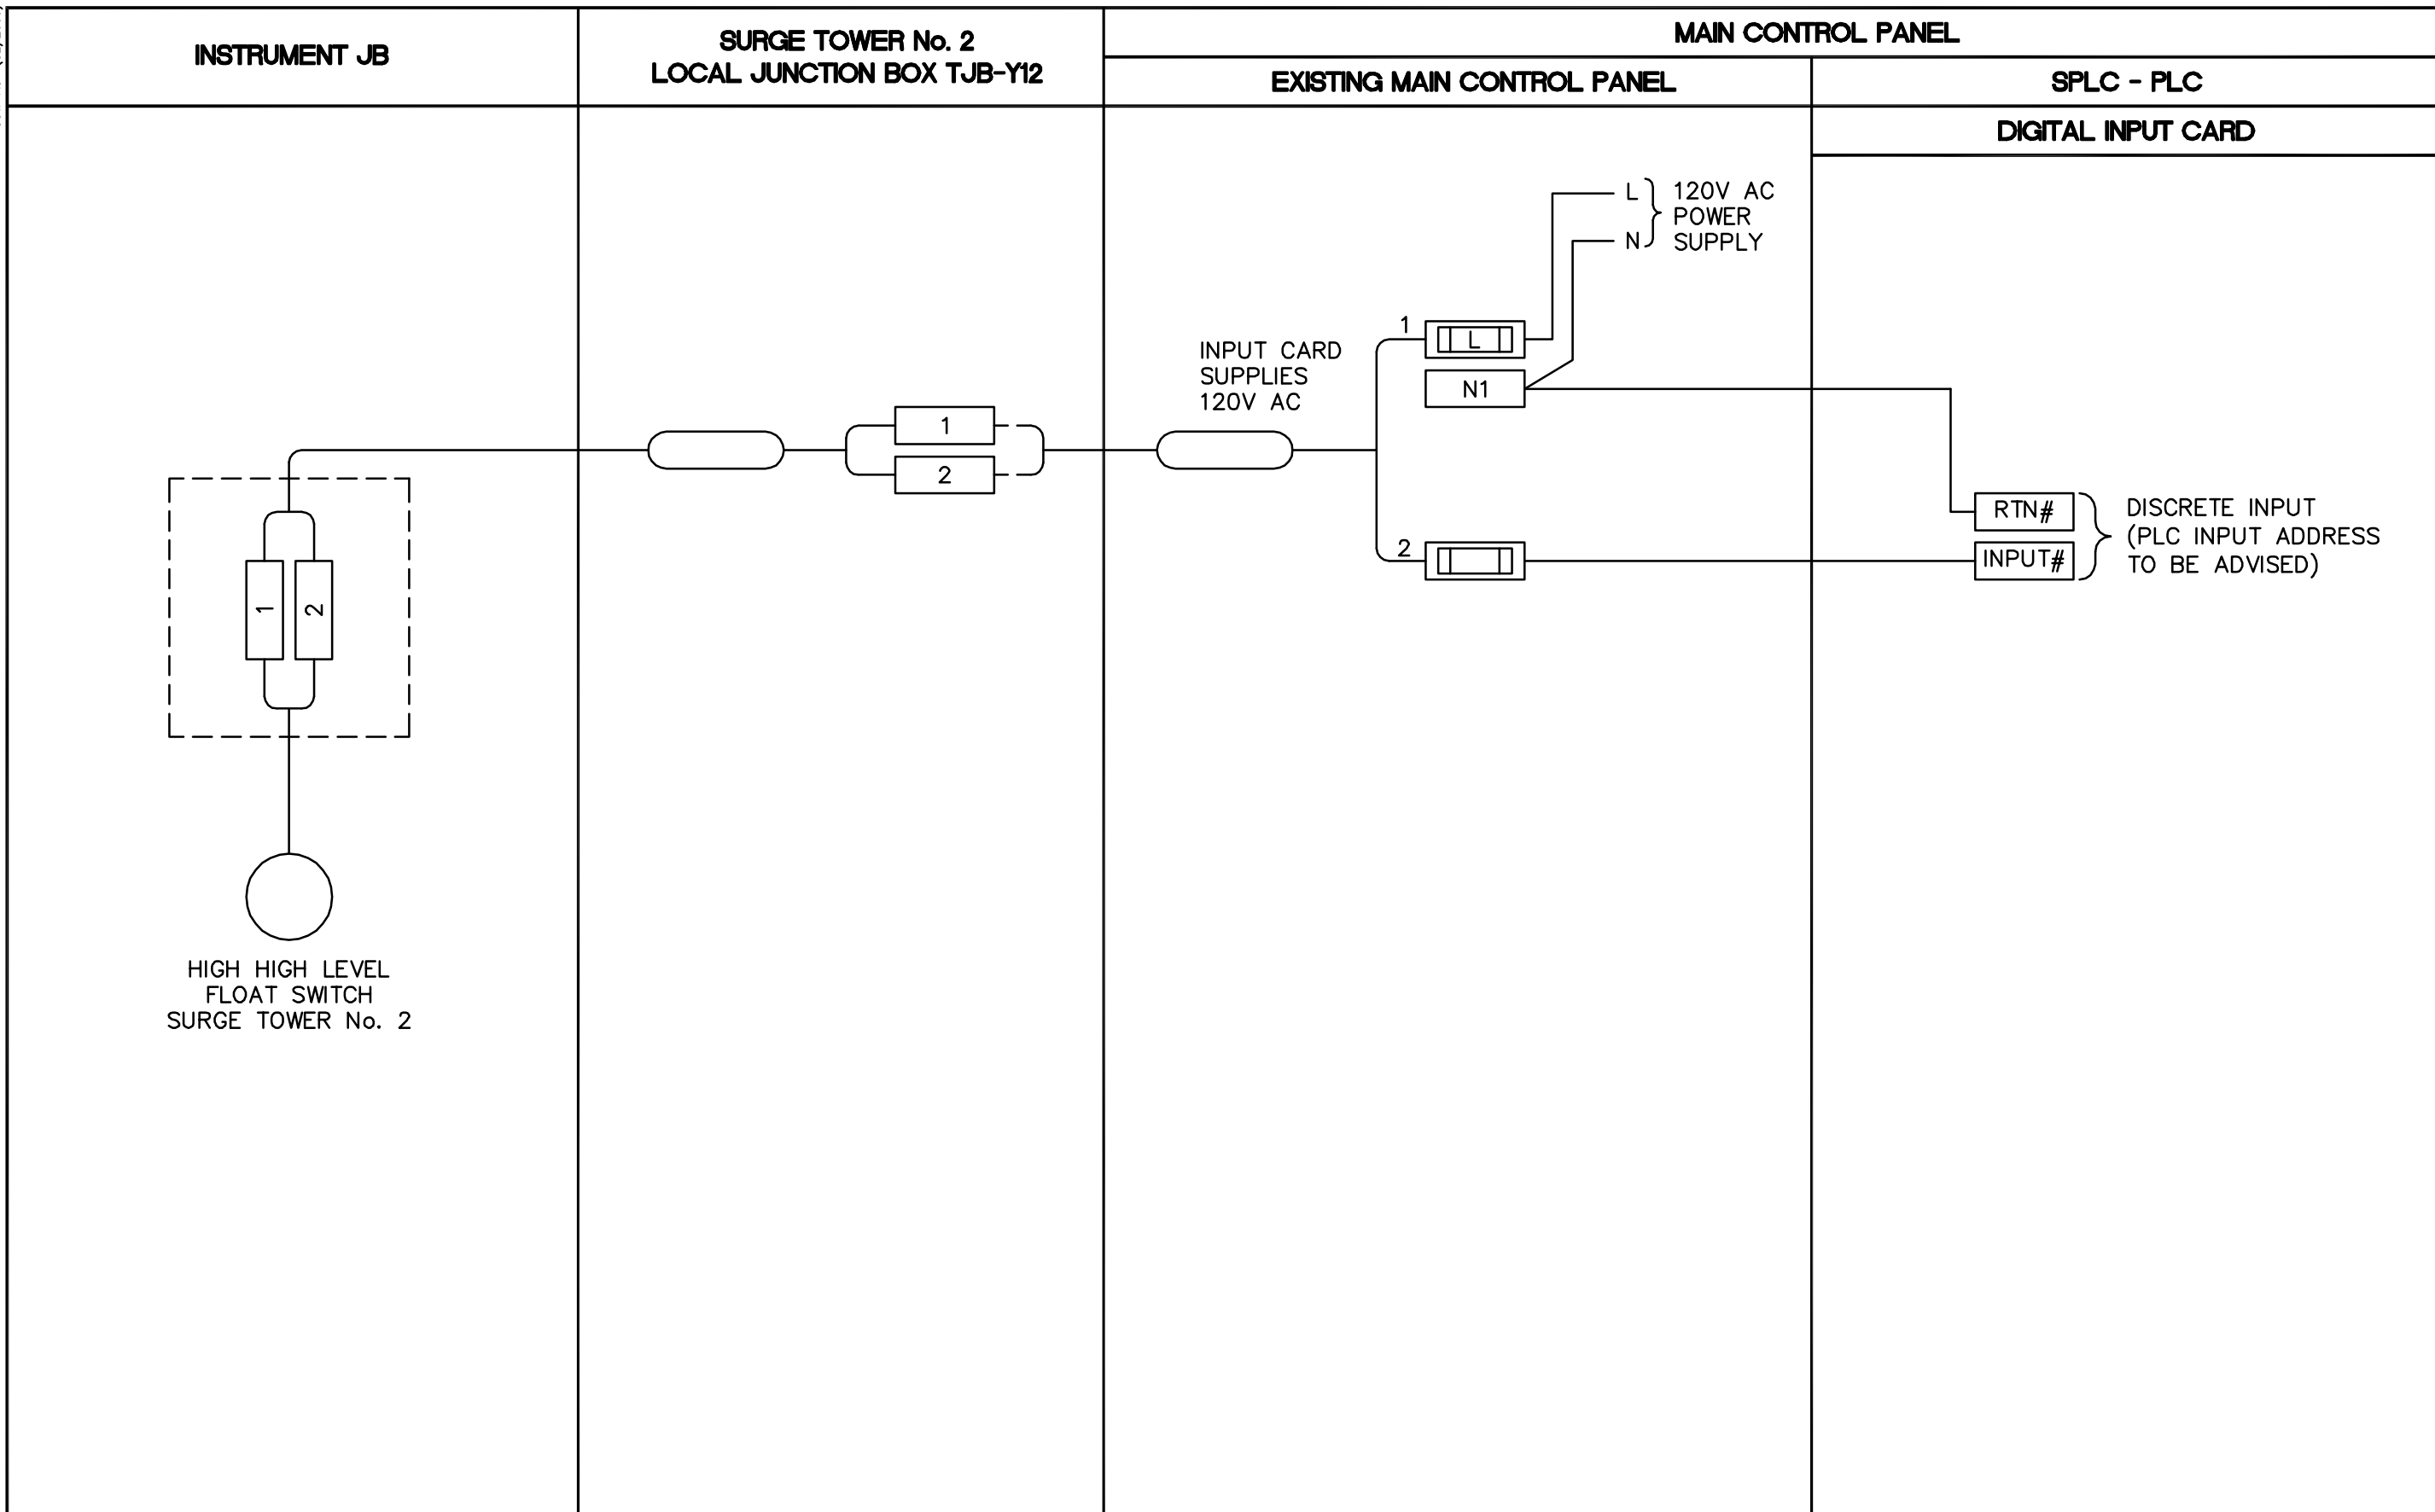 INSTRUMENT JB
SURGE TOWER No. 2
LOCAL JUNCTION BOX TJB-Y12
MAIN CONTROL PANEL
EXISTING MAIN CONTROL PANEL
SPLC - PLC
DIGITAL INPUT CARD
L
N
120V AC
POWER
SUPPLY
INPUT CARD
SUPPLIES
120V AC
1
L
N1
1
2
2
RTN#
INPUT#
DISCRETE INPUT
(PLC INPUT ADDRESS
TO BE ADVISED)
1
2
HIGH HIGH LEVEL
FLOAT SWITCH
SURGE TOWER No. 2